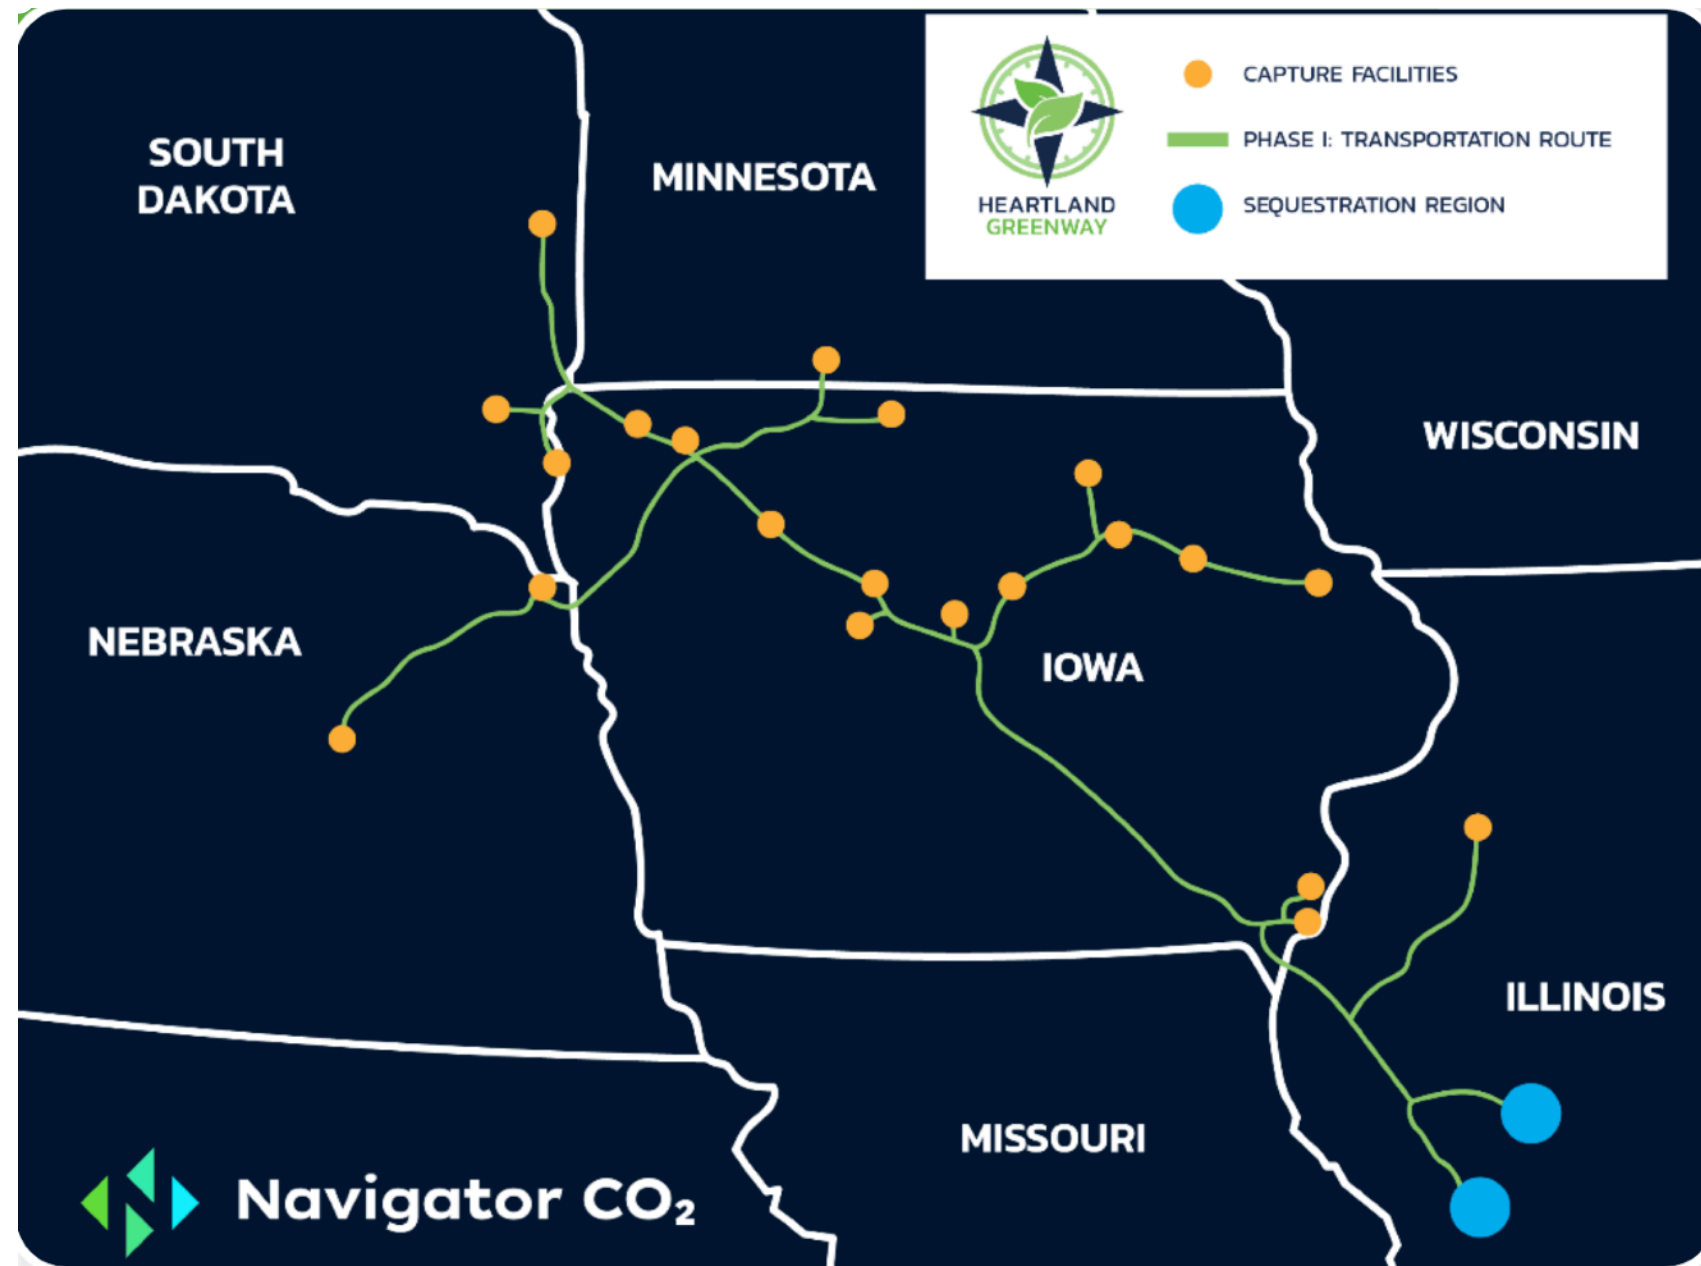 HEARTLAND
GREENWAY
CAPTURE FACILITIES
PHASE I: TRANSPORTATION ROUTE
SEQUESTRATION REGION
SOUTH
DAKOTA
MINNESOTA
WISCONSIN
NEBRASKA
IOWA
ILLINOIS
MISSOURI
Navigator CO₂